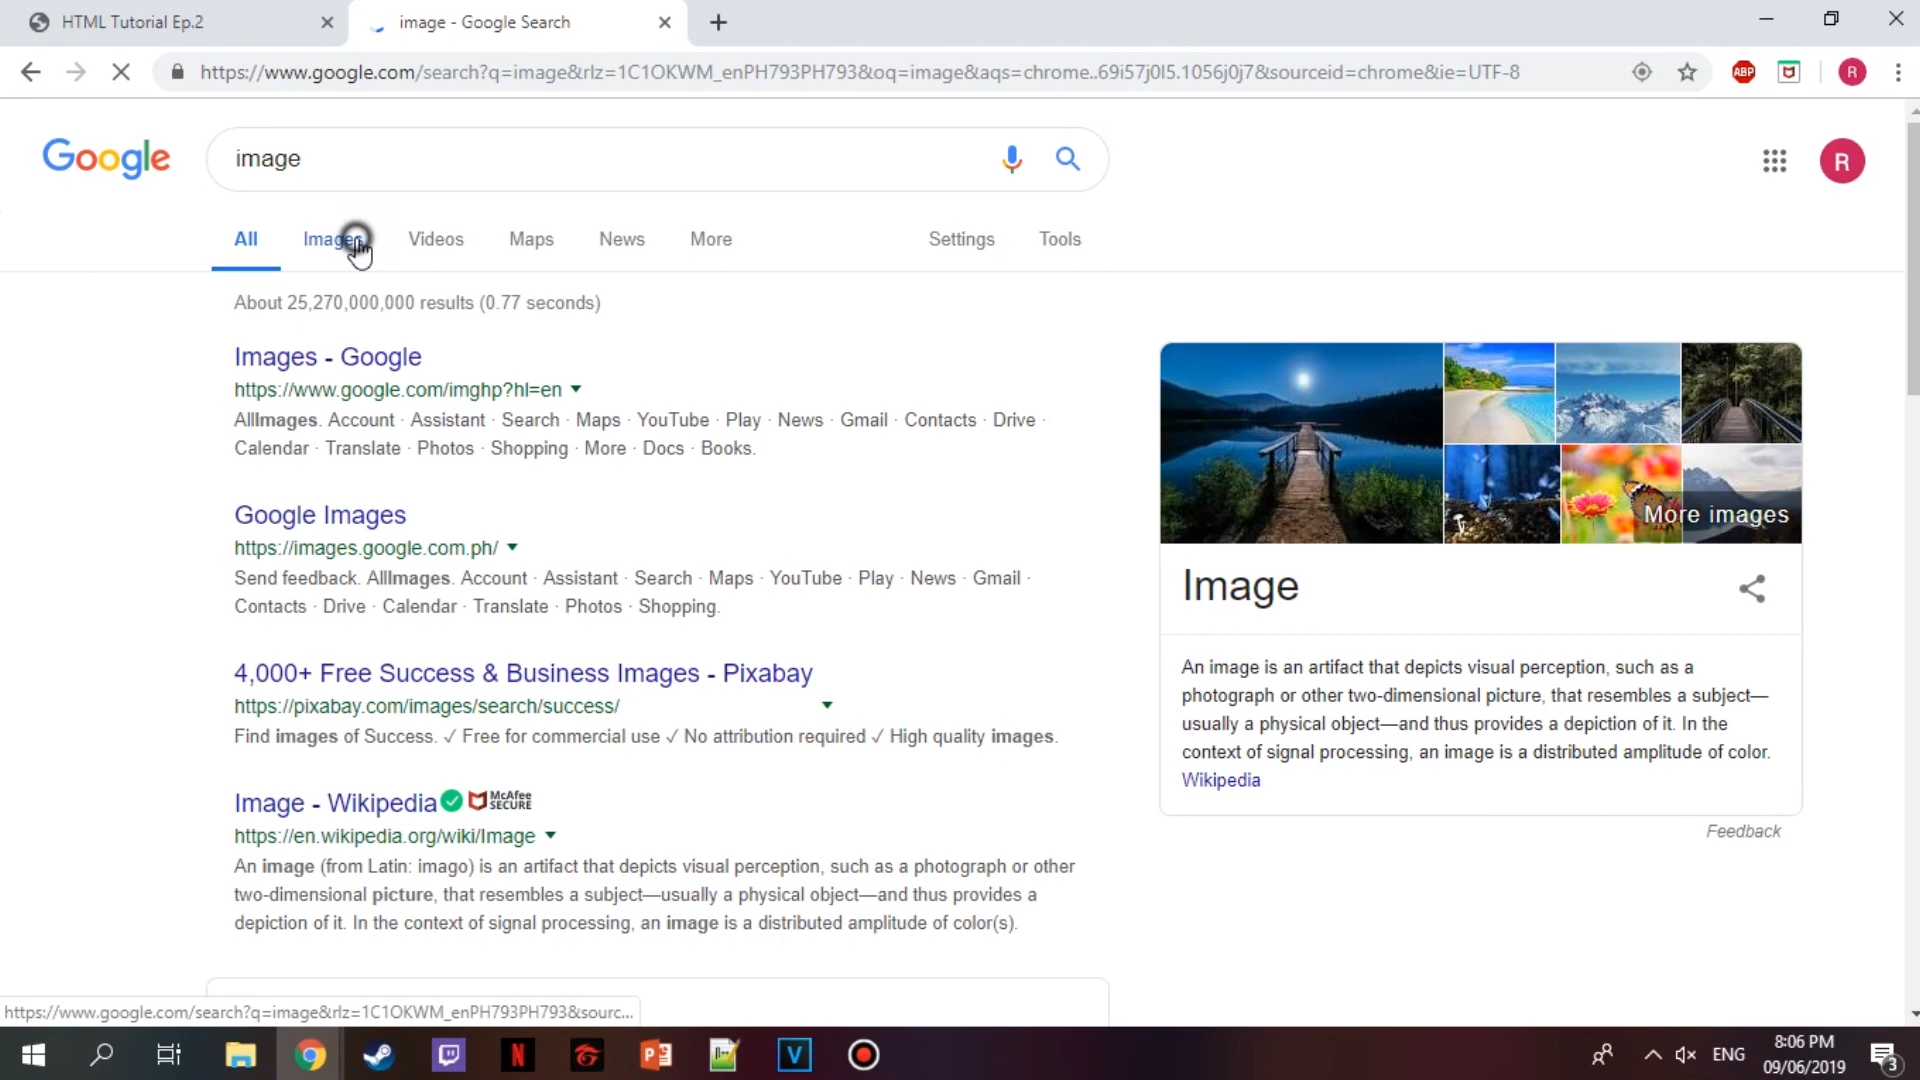 HTML Tutorial Ep.2
image - Google Search
https://www.google.com/search?q=image&rlz=1C1OKWM_enPH793PH793&oq=image&aqs=chrome..69i57j0l5.1056j0j7&sourceid=chrome&ie=UTF-8
ABP
R
Google
image
R
All Images Videos Maps News More Settings Tools
About 25,270,000,000 results (0.77 seconds)
Images - Google
https://www.google.com/imghp?hl=en
AllImages. Account · Assistant · Search · Maps · YouTube · Play · News · Gmail · Contacts · Drive ·
Calendar · Translate · Photos · Shopping · More · Docs · Books.
Google Images
https://images.google.com.ph/
Send feedback. AllImages. Account · Assistant · Search · Maps · YouTube · Play · News · Gmail ·
Contacts · Drive · Calendar · Translate · Photos · Shopping.
4,000+ Free Success & Business Images - Pixabay
https://pixabay.com/images/search/success/
Find images of Success. ✓ Free for commercial use ✓ No attribution required ✓ High quality images.
Image - Wikipedia McAfee SECURE
https://en.wikipedia.org/wiki/Image
An image (from Latin: imago) is an artifact that depicts visual perception, such as a photograph or other
two-dimensional picture, that resembles a subject—usually a physical object—and thus provides a
depiction of it. In the context of signal processing, an image is a distributed amplitude of color(s).
More images
Image
An image is an artifact that depicts visual perception, such as a
photograph or other two-dimensional picture, that resembles a subject—
usually a physical object—and thus provides a depiction of it. In the
context of signal processing, an image is a distributed amplitude of color.
Wikipedia
Feedback
https://www.google.com/search?q=image&rlz=1C1OKWM_enPH793PH793&sourc...
N
P
V
ENG
8:06 PM
09/06/2019
3